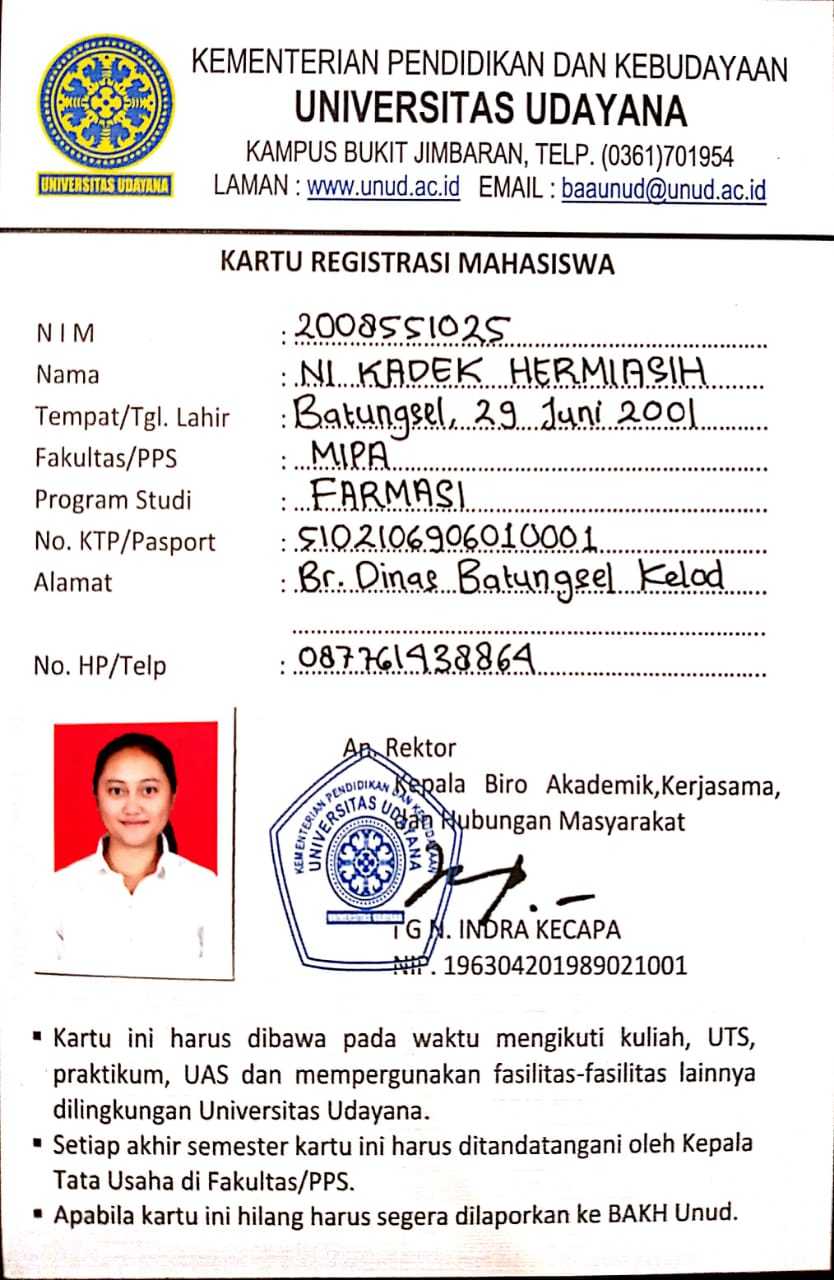 KEMENTERIAN PENDIDIKAN DAN KEBUDAYAAN
UNIVERSITAS UDAYANA
KAMPUS BUKIT JIMBARAN, TELP. (0361)701954
LAMAN : www.unud.ac.id EMAIL : baaunud@unud.ac.id
UNIVERSITAS UDAYANA
KARTU REGISTRASI MAHASISWA
N I M : 2008551025
Nama : NI KADEK HERMIASIH
Tempat/Tgl. Lahir : Batungsel, 29 Juni 2001
Fakultas/PPS : MIPA
Program Studi : FARMASI
No. KTP/Pasport : 5102106906010001
Alamat : Br. Dinas Batungsel Kelod
No. HP/Telp : 087761438864
An. Rektor
Kepala Biro Akademik,Kerjasama,
dan Hubungan Masyarakat
KEMENTERIAN PENDIDIKAN DAN KEBUDAYAAN
UNIVERSITAS UDAYANA
UNIVERSITAS UDAYANA
I G N. INDRA KECAPA
NIP. 196304201989021001
▪ Kartu ini harus dibawa pada waktu mengikuti kuliah, UTS,
praktikum, UAS dan mempergunakan fasilitas-fasilitas lainnya
dilingkungan Universitas Udayana.
▪ Setiap akhir semester kartu ini harus ditandatangani oleh Kepala
Tata Usaha di Fakultas/PPS.
▪ Apabila kartu ini hilang harus segera dilaporkan ke BAKH Unud.